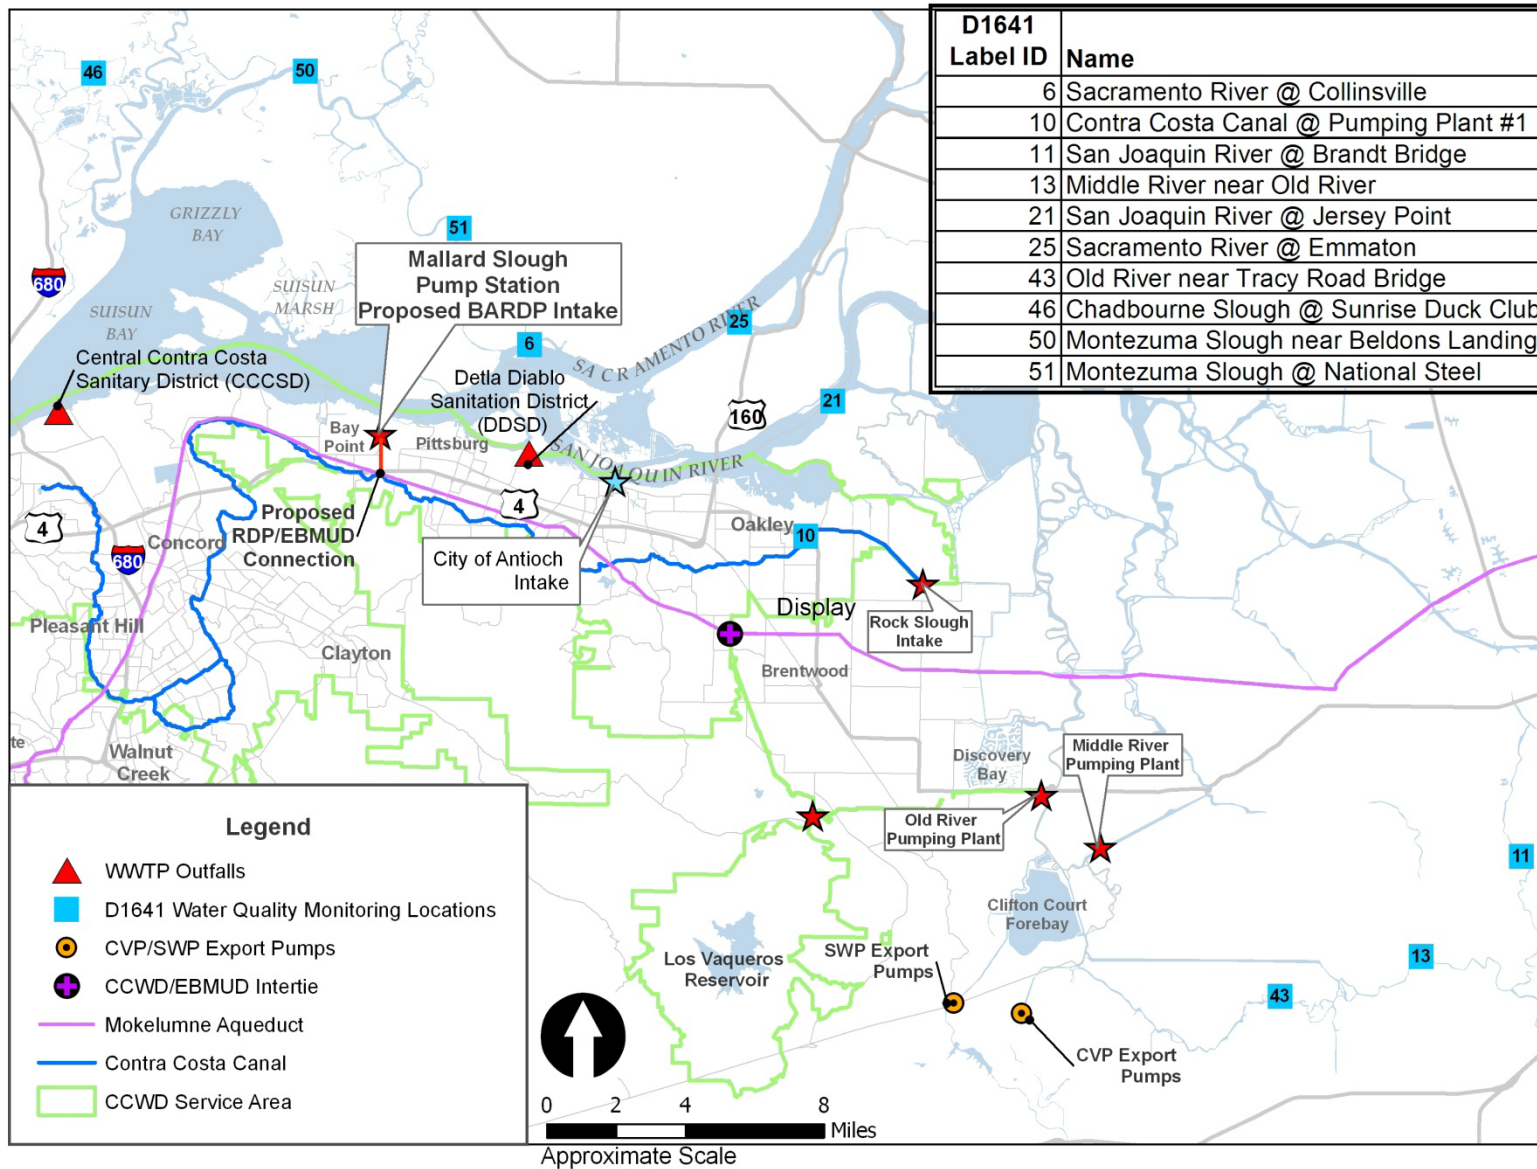 D1641
Label ID Name
6 Sacramento River @ Collinsville
10 Contra Costa Canal @ Pumping Plant #1
11 San Joaquin River @ Brandt Bridge
13 Middle River near Old River
21 San Joaquin River @ Jersey Point
25 Sacramento River @ Emmaton
43 Old River near Tracy Road Bridge
46 Chadbourne Slough @ Sunrise Duck Club
50 Montezuma Slough near Beldons Landing
51 Montezuma Slough @ National Steel
46
50
GRIZZLY
BAY
51
680
SUISUN
MARSH
SUISUN
BAY
Mallard Slough
Pump Station
Proposed BARDP Intake
25
SACRAMENTO RIVER
6
Central Contra Costa
Sanitary District (CCCSD)
Detla Diablo
Sanitation District
(DDSD)
21
160
Bay
Point
Pittsburg
SAN JOAQUIN RIVER
4
4
Proposed
RDP/EBMUD
Connection
Oakley
10
Concord
680
City of Antioch
Intake
Display
Rock Slough
Intake
Pleasant Hill
Clayton
Brentwood
te
Walnut
Creek
Discovery
Bay
Middle River
Pumping Plant
Old River
Pumping Plant
11
Clifton Court
Forebay
Los Vaqueros
Reservoir
SWP Export
Pumps
13
43
CVP Export
Pumps
Legend
WWTP Outfalls
D1641 Water Quality Monitoring Locations
CVP/SWP Export Pumps
CCWD/EBMUD Intertie
Mokelumne Aqueduct
Contra Costa Canal
CCWD Service Area
0 2 4 8
Miles
Approximate Scale